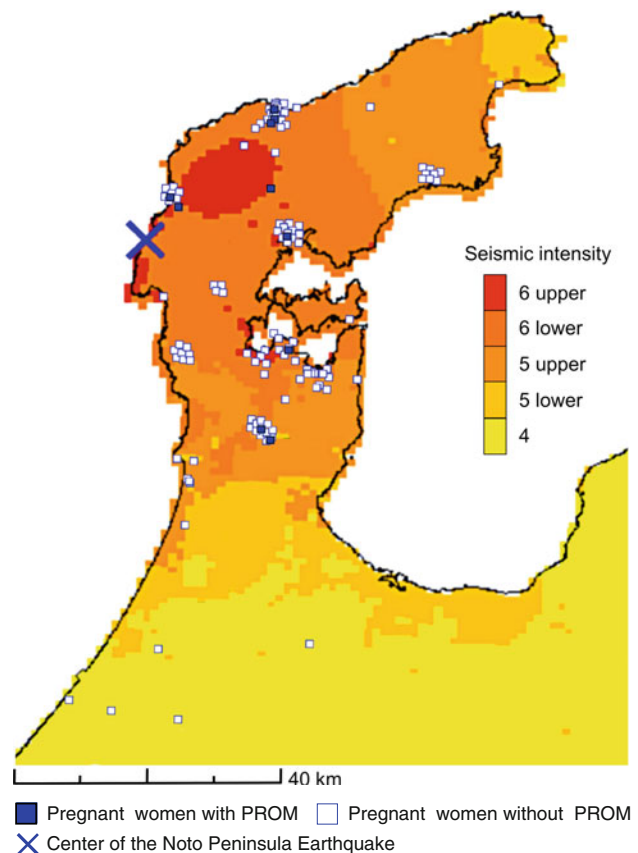 Seismic intensity
6 upper
6 lower
5 upper
5 lower
4
40 km
Pregnant women with PROM Pregnant women without PROM
Center of the Noto Peninsula Earthquake